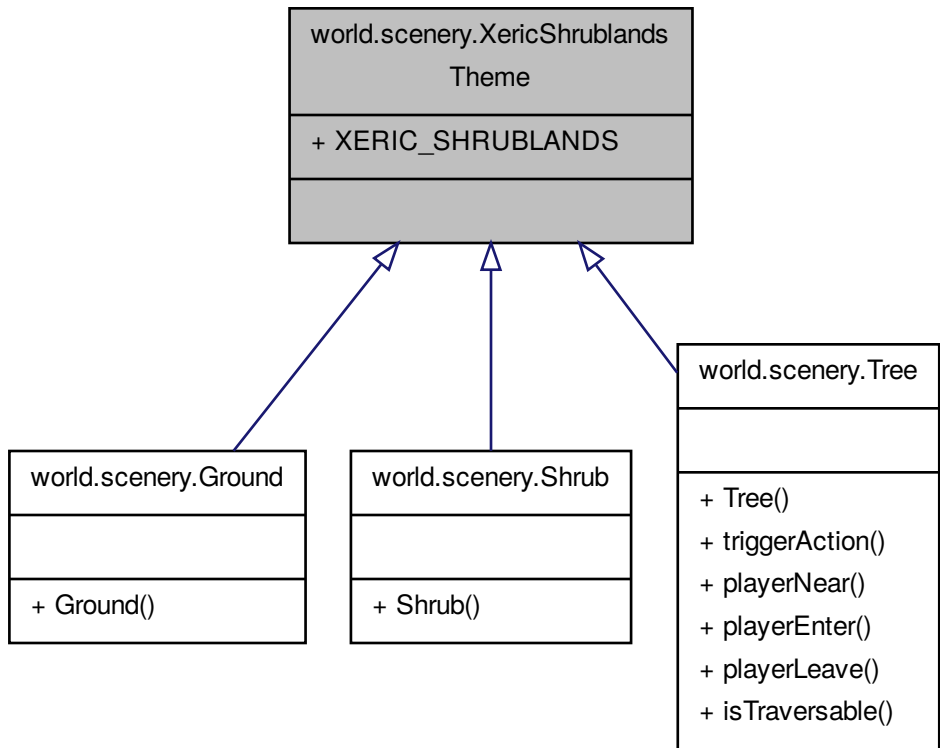 world.scenery.XericShrublands
Theme
+ XERIC_SHRUBLANDS
world.scenery.Ground
+ Ground()
world.scenery.Shrub
+ Shrub()
world.scenery.Tree
+ Tree()
+ triggerAction()
+ playerNear()
+ playerEnter()
+ playerLeave()
+ isTraversable()